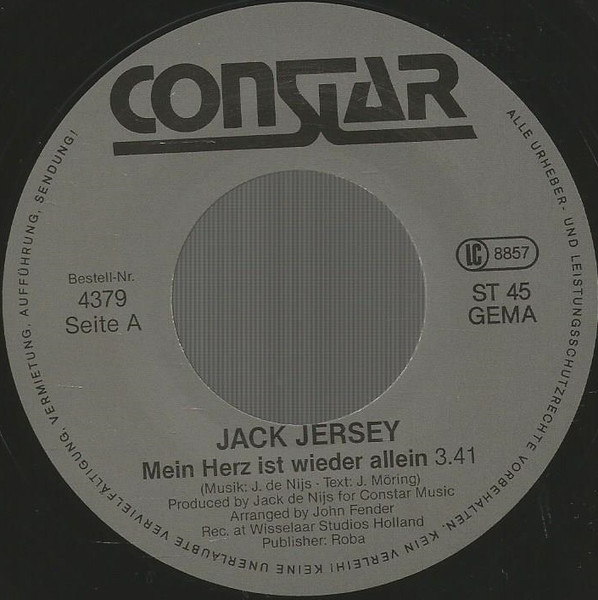 CONSTAR
ALLE URHEBER- UND LEISTUNGSSCHUTZRECHTE VORBEHALTEN. KEIN VERLEIH! KEINE UNERLAUBTE VERVIELFÄLTIGUNG, VERMIETUNG, AUFFÜHRUNG, SENDUNG!
Bestell-Nr.
4379
Seite A
LC 8857
ST 45
GEMA
JACK JERSEY
Mein Herz ist wieder allein 3.41
(Musik: J. de Nijs · Text: J. Möring)
Produced by Jack de Nijs for Constar Music
Arranged by John Fender
Rec. at Wisselaar Studios Holland
Publisher: Roba